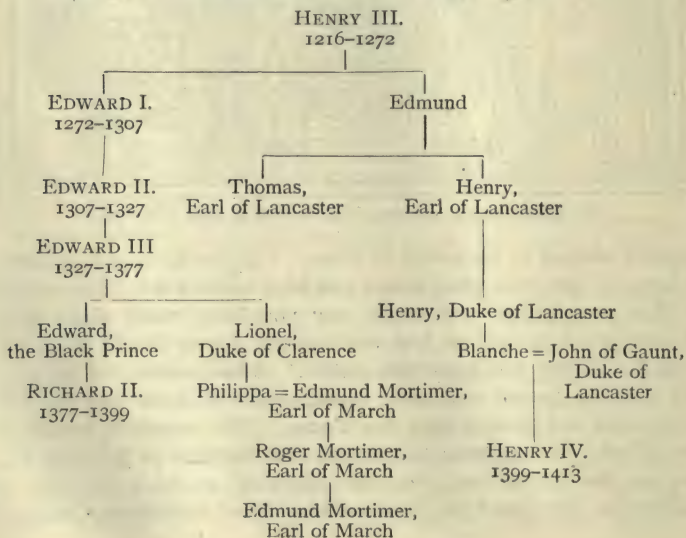 HENRY III.
1216–1272
EDWARD I.
1272–1307
Edmund
EDWARD II.
1307–1327
Thomas,
Earl of Lancaster
Henry,
Earl of Lancaster
EDWARD III
1327–1377
Edward,
the Black Prince
Lionel,
Duke of Clarence
Henry, Duke of Lancaster
Blanche = John of Gaunt,
Duke of
Lancaster
RICHARD II.
1377–1399
Philippa = Edmund Mortimer,
Earl of March
Roger Mortimer,
Earl of March
HENRY IV.
1399–1413
Edmund Mortimer,
Earl of March